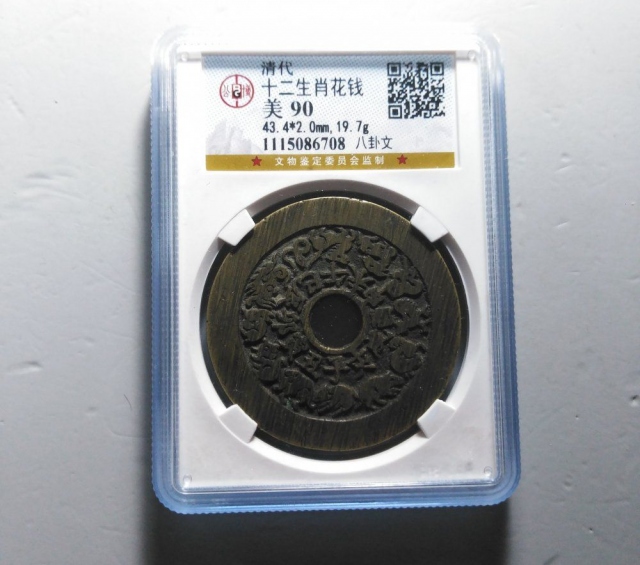 清代
十二生肖花钱
美 90
43.4*2.0mm,19.7g
1115086708 八卦文
★ 文物鉴定委员会监制 ★